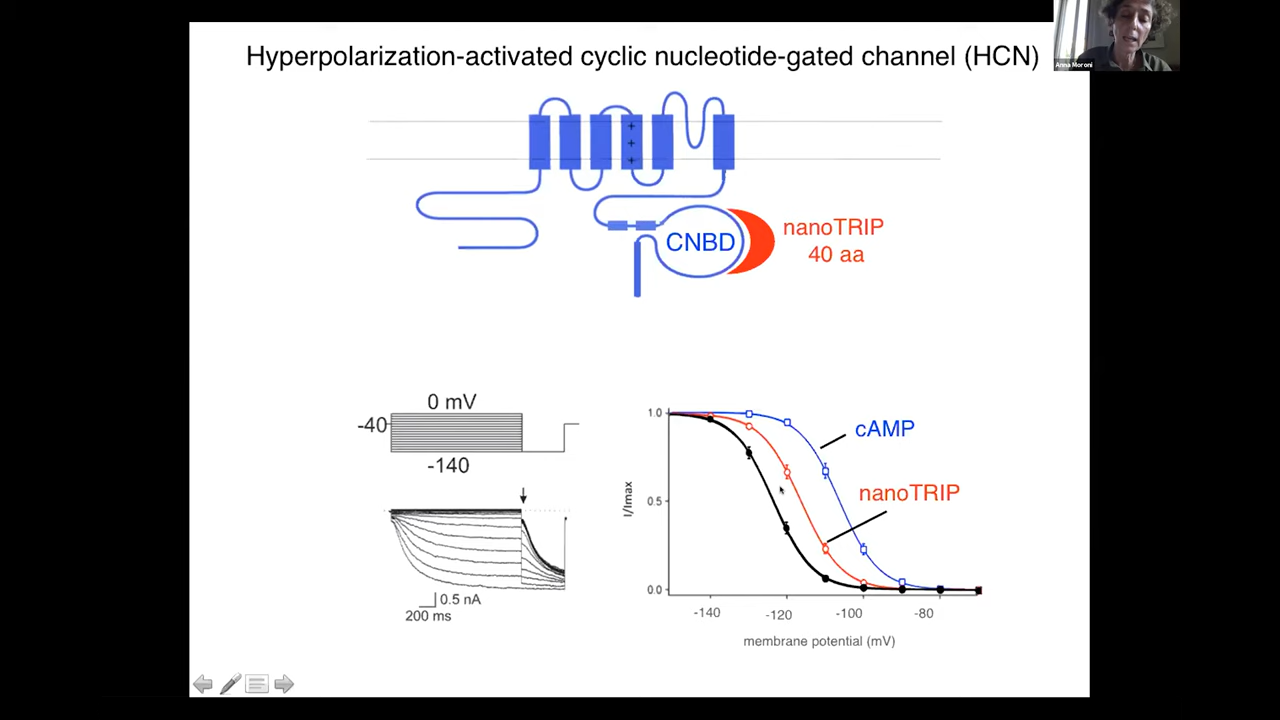 Hyperpolarization-activated cyclic nucleotide-gated channel (HCN)
Anna Moroni
+
+
+
CNBD
nanoTRIP
40 aa
0 mV
-40
-140
0.5 nA
200 ms
I/Imax
1.0
0.5
0.0
cAMP
nanoTRIP
-140
-120
-100
-80
membrane potential (mV)